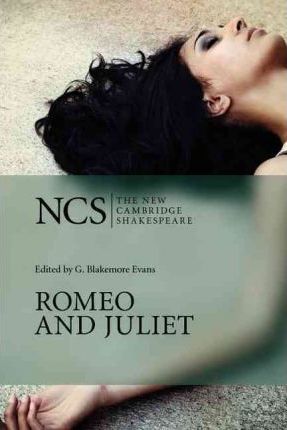 NCS
THE NEW
CAMBRIDGE
SHAKESPEARE
Edited by G. Blakemore Evans
ROMEO
AND JULIET